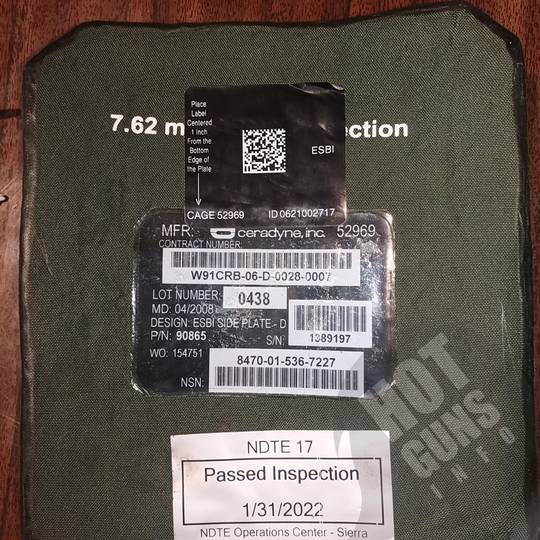 Place
Label
Centered
1 Inch
From the
Bottom
Edge of
the Plate
7.62 m ection
ESBI
CAGE 52969 ID 0621002717
MFR: ceradyne, inc. 52969
CONTRACT NUMBER
W91CRB-06-D-0028-0007
LOT NUMBER: 0438
MD: 04/2008
DESIGN: ESBI SIDE PLATE - D
P/N: 90865 S/N: 1389197
WO: 154751
8470-01-536-7227
NSN:
NDTE 17
Passed Inspection
1/31/2022
NDTE Operations Center - Sierra
HOT
GUNS
INFO